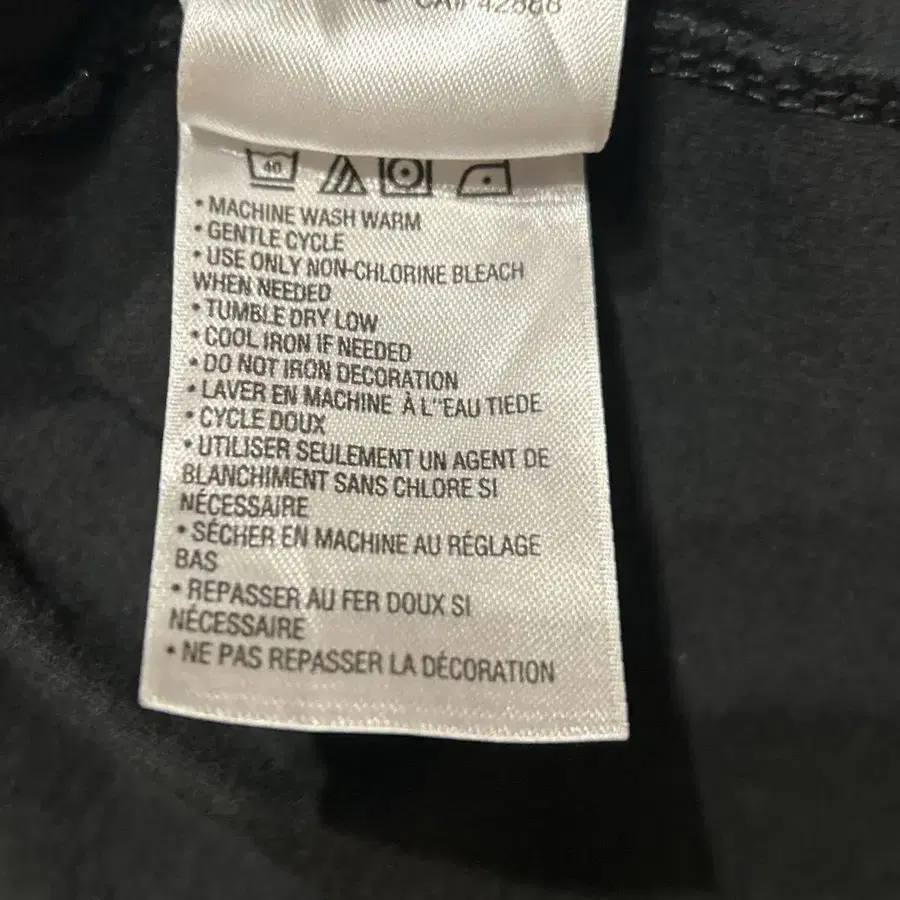 CA# 42888
40
• MACHINE WASH WARM
• GENTLE CYCLE
• USE ONLY NON-CHLORINE BLEACH
WHEN NEEDED
• TUMBLE DRY LOW
• COOL IRON IF NEEDED
• DO NOT IRON DECORATION
• LAVER EN MACHINE À L''EAU TIEDE
• CYCLE DOUX
• UTILISER SEULEMENT UN AGENT DE
BLANCHIMENT SANS CHLORE SI
NÉCESSAIRE
• SÉCHER EN MACHINE AU RÉGLAGE
BAS
• REPASSER AU FER DOUX SI
NÉCESSAIRE
• NE PAS REPASSER LA DÉCORATION